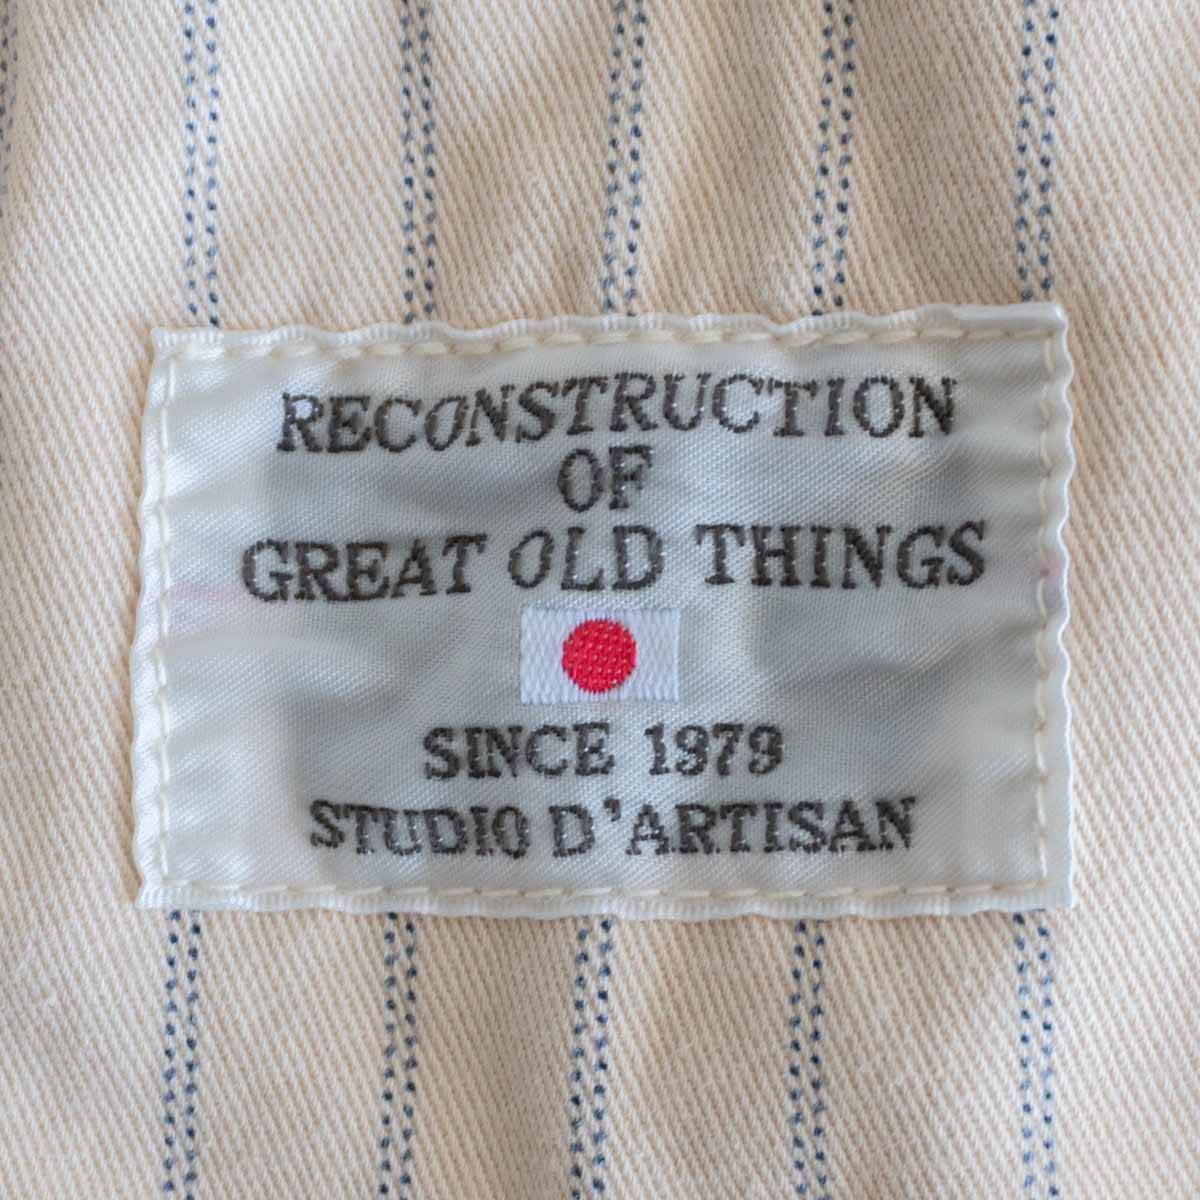 RECONSTRUCTION
OF
GREAT OLD THINGS
SINCE 1979
STUDIO D'ARTISAN